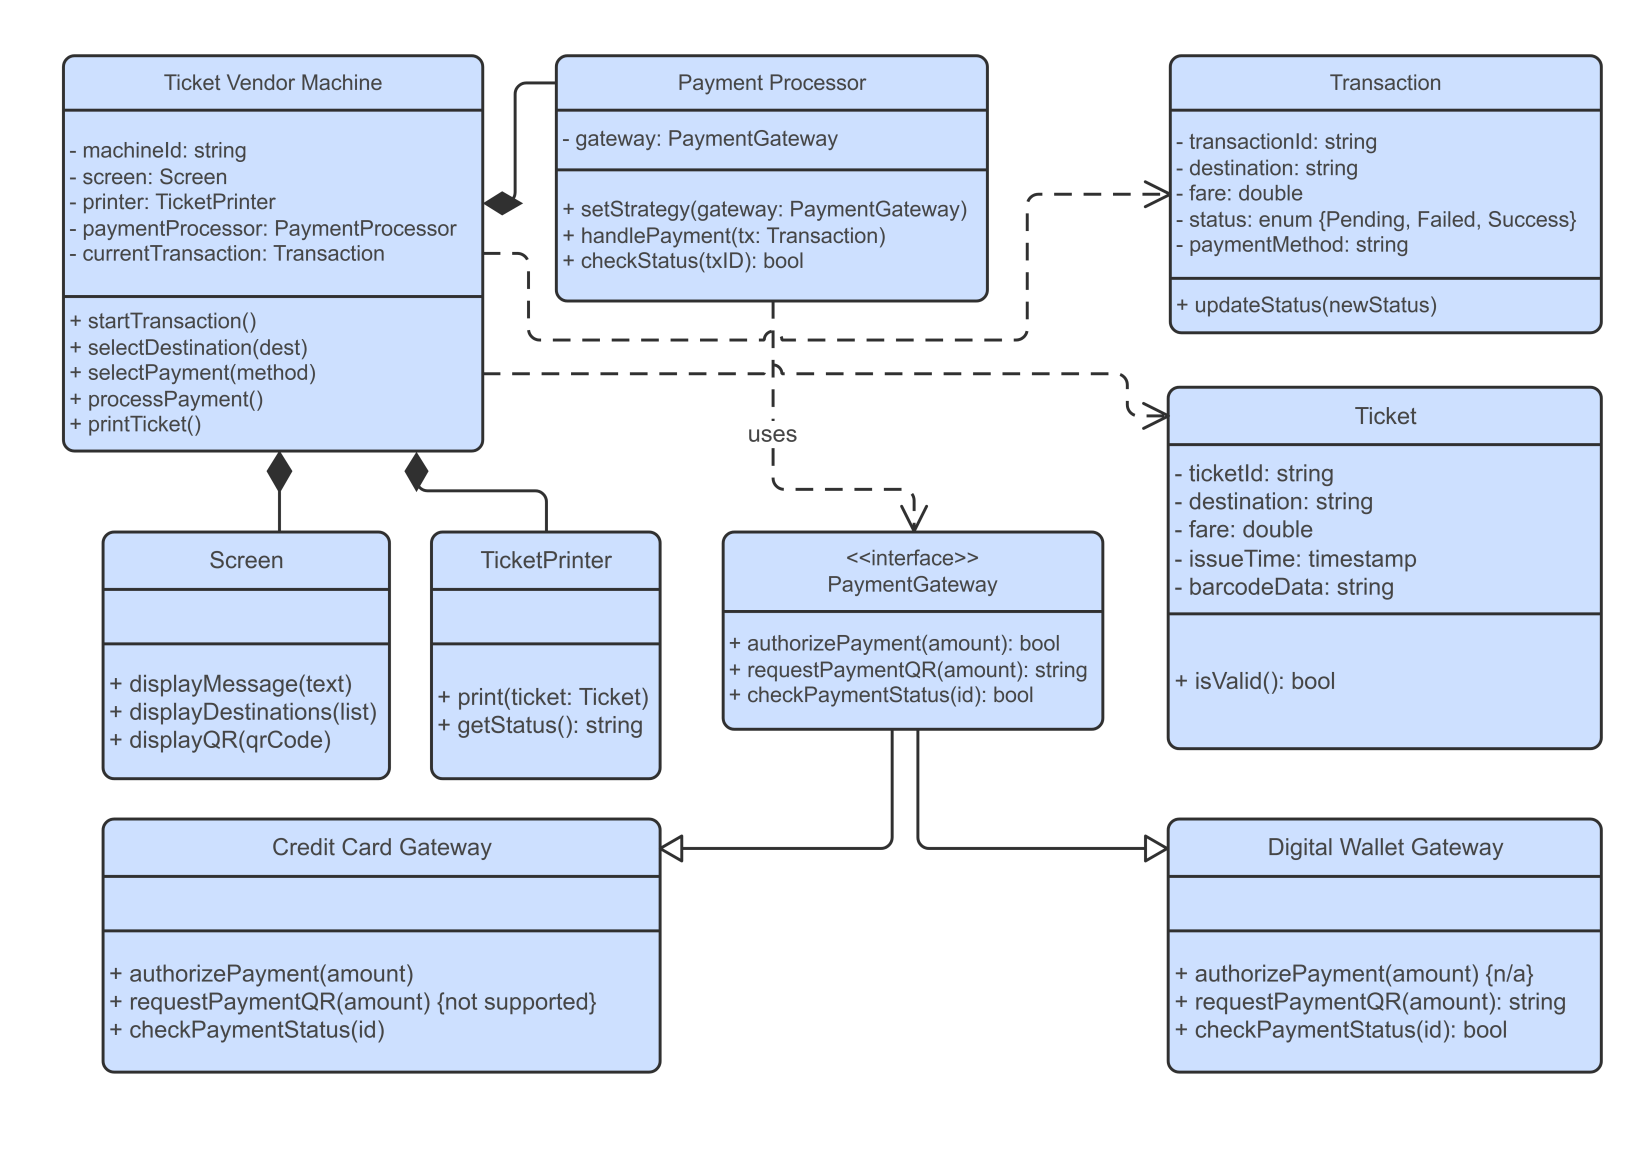 Ticket Vendor Machine
- machineId: string
- screen: Screen
- printer: TicketPrinter
- paymentProcessor: PaymentProcessor
- currentTransaction: Transaction
+ startTransaction()
+ selectDestination(dest)
+ selectPayment(method)
+ processPayment()
+ printTicket()
Payment Processor
- gateway: PaymentGateway
+ setStrategy(gateway: PaymentGateway)
+ handlePayment(tx: Transaction)
+ checkStatus(txID): bool
Transaction
- transactionId: string
- destination: string
- fare: double
- status: enum {Pending, Failed, Success}
- paymentMethod: string
+ updateStatus(newStatus)
uses
Ticket
- ticketId: string
- destination: string
- fare: double
- issueTime: timestamp
- barcodeData: string
+ isValid(): bool
Screen
+ displayMessage(text)
+ displayDestinations(list)
+ displayQR(qrCode)
TicketPrinter
+ print(ticket: Ticket)
+ getStatus(): string
<<interface>>
PaymentGateway
+ authorizePayment(amount): bool
+ requestPaymentQR(amount): string
+ checkPaymentStatus(id): bool
Credit Card Gateway
+ authorizePayment(amount)
+ requestPaymentQR(amount) {not supported}
+ checkPaymentStatus(id)
Digital Wallet Gateway
+ authorizePayment(amount) {n/a}
+ requestPaymentQR(amount): string
+ checkPaymentStatus(id): bool